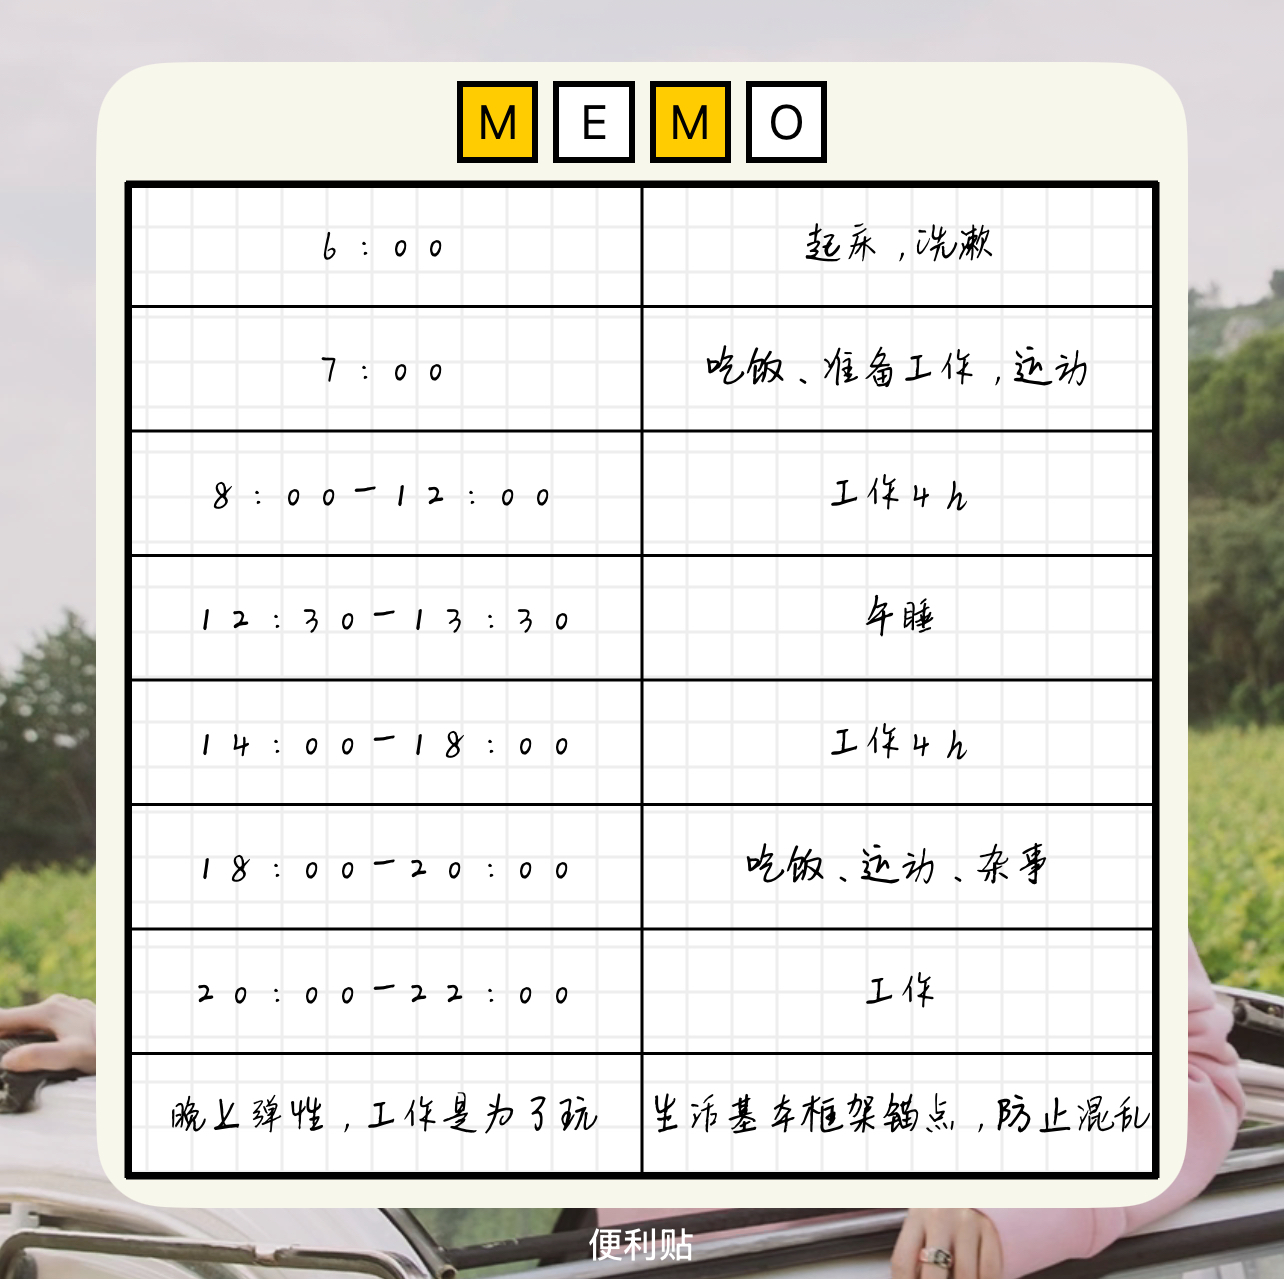 M E M O
6:00 起床,洗漱
7:00 吃饭、准备工作,运动
8:00-12:00 工作4h
12:30-13:30 午睡
14:00-18:00 工作4h
18:00-20:00 吃饭、运动、杂事
20:00-22:00 工作
晚上弹性,工作是为了玩 生活基本框架锚点,防止混乱
便利贴